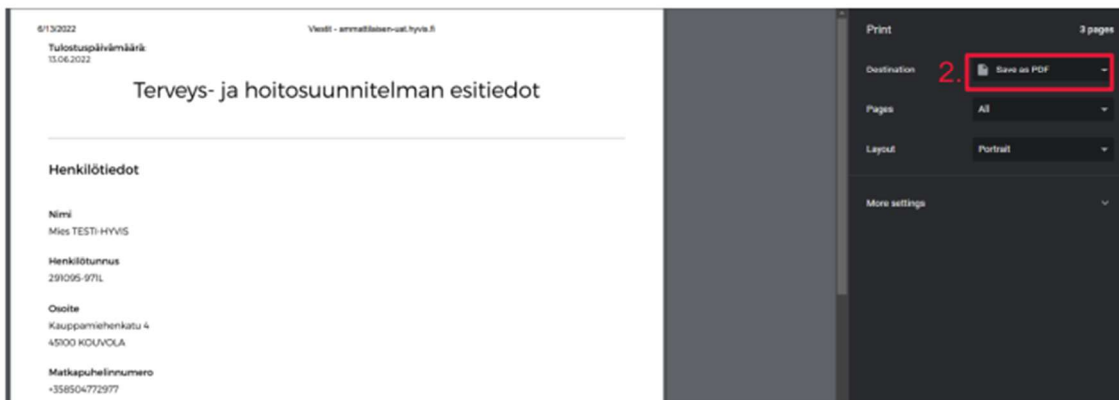 6/13/2022 Viestit - ammattilaisen-uat.hyvis.fi
Tulostuspäivämäärä:
13.06.2022
Terveys- ja hoitosuunnitelman esitiedot
Henkilötiedot
Nimi
Mies TESTI-HYVIS
Henkilötunnus
291095-971L
Osoite
Kauppamiehenkatu 4
45100 KOUVOLA
Matkapuhelinnumero
+358504772977
Print 3 pages
Destination 2. Save as PDF
Pages All
Layout Portrait
More settings